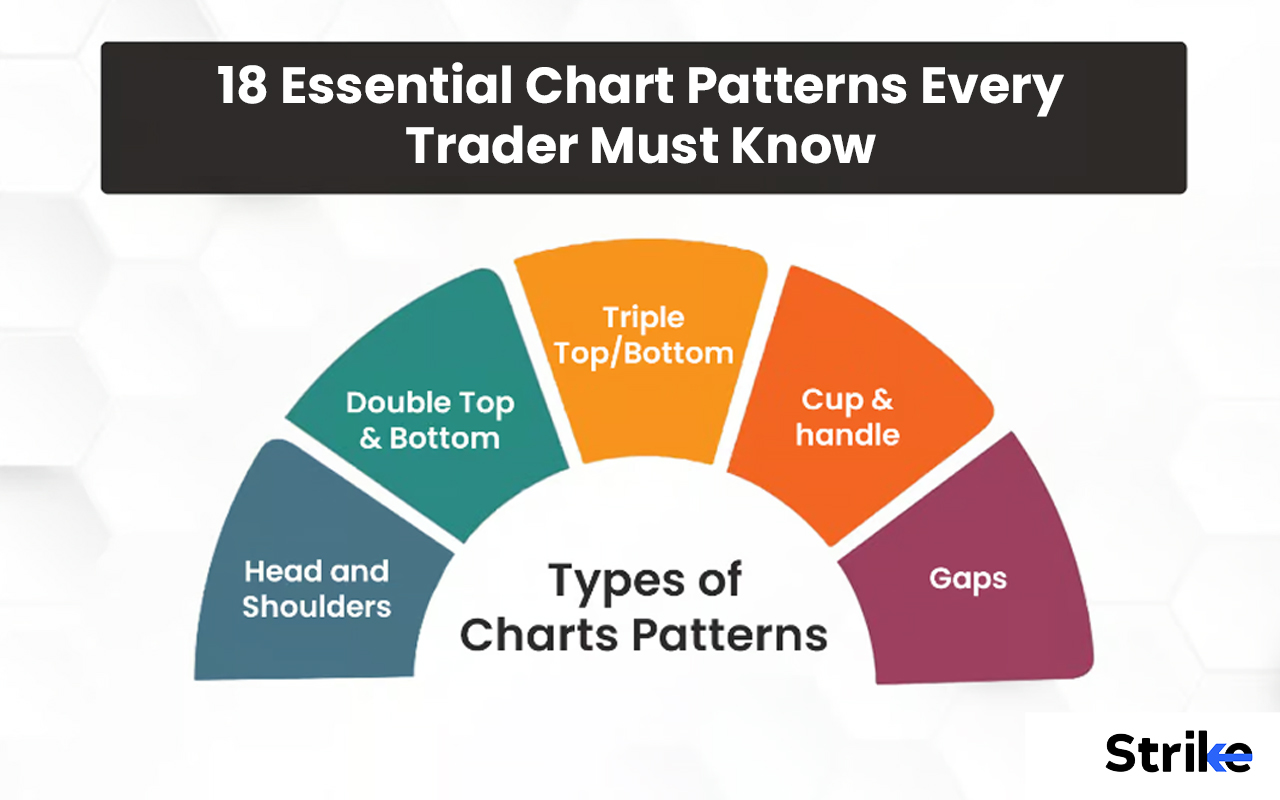 18 Essential Chart Patterns Every
Trader Must Know
Triple
Top/Bottom
Double Top
& Bottom
Cup &
handle
Head and
Shoulders
Gaps
Types of
Charts Patterns
Strike